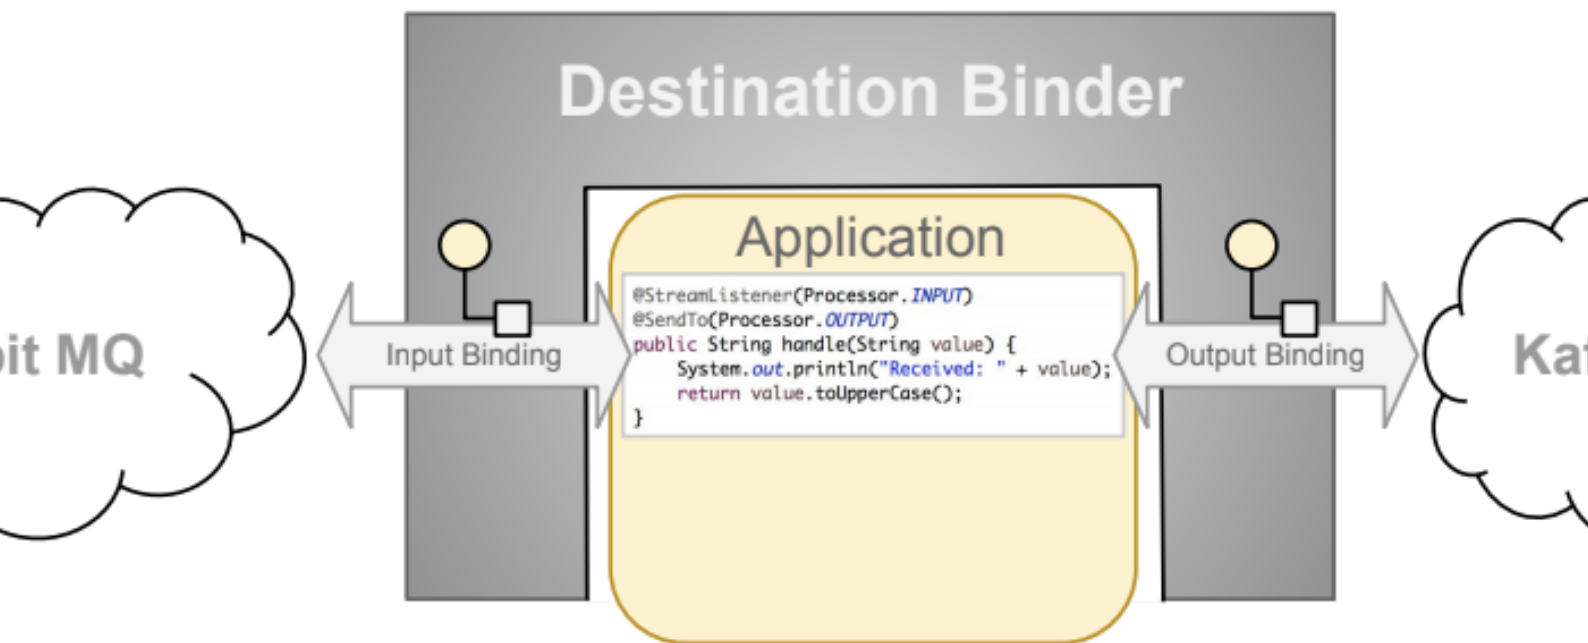 Destination Binder
Application
@StreamListener(Processor.INPUT)
@SendTo(Processor.OUTPUT)
public String handle(String value) {
    System.out.println("Received: " + value);
    return value.toUpperCase();
}
bit MQ
Input Binding
Output Binding
Kaf